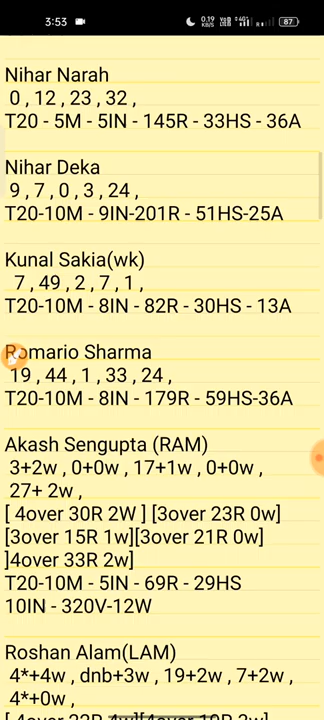 3:53
0.19 KB/S
87
Nihar Narah
0, 12 , 23 , 32 ,
T20 - 5M - 5IN - 145R - 33HS - 36A
Nihar Deka
9 , 7 , 0 , 3 , 24 ,
T20-10M - 9IN-201R - 51HS-25A
Kunal Sakia(wk)
7 , 49 , 2 , 7 , 1 ,
T20-10M - 8IN - 82R - 30HS - 13A
Romario Sharma
19 , 44 , 1 , 33 , 24 ,
T20-10M - 8IN - 179R - 59HS-36A
Akash Sengupta (RAM)
3+2w , 0+0w , 17+1w , 0+0w ,
27+ 2w ,
[ 4over 30R 2W ] [3over 23R 0w]
[3over 15R 1w][3over 21R 0w]
]4over 33R 2w]
T20-10M - 5IN - 69R - 29HS
10IN - 320V-12W
Roshan Alam(LAM)
4*+4w , dnb+3w , 19+2w , 7+2w ,
4*+0w ,